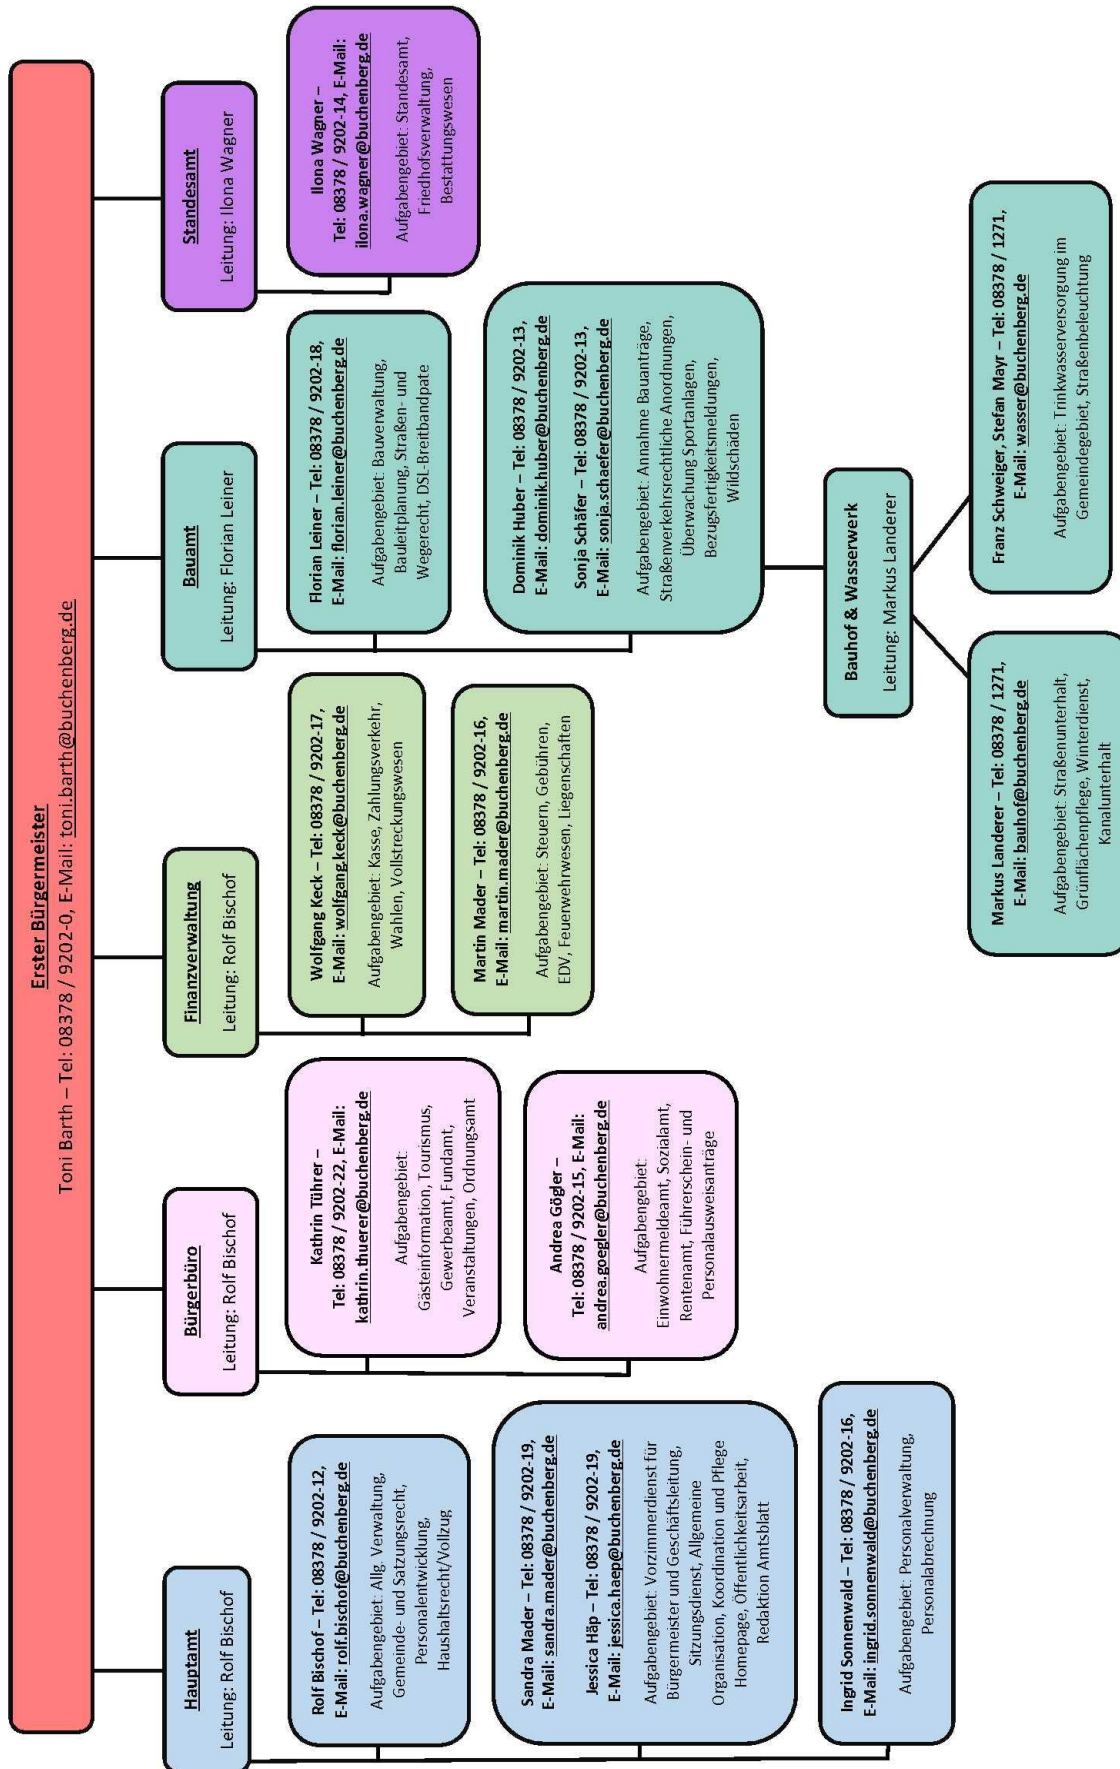 Erster Bürgermeister
Toni Barth – Tel: 08378 / 9202-0, E-Mail: toni.barth@buchenberg.de
Hauptamt
Leitung: Rolf Bischof
Rolf Bischof – Tel: 08378 / 9202-12,
E-Mail: rolf.bischof@buchenberg.de
Aufgabengebiet: Allg. Verwaltung,
Gemeinde- und Satzungsrecht,
Personalentwicklung,
Haushaltsrecht/Vollzug
Sandra Mader – Tel: 08378 / 9202-19,
E-Mail: sandra.mader@buchenberg.de
Jessica Häp – Tel: 08378 / 9202-19,
E-Mail: jessica.haep@buchenberg.de
Aufgabengebiet: Vorzimmerdienst für
Bürgermeister und Geschäftsleitung,
Sitzungsdienst, Allgemeine
Organisation, Koordination und Pflege
Homepage, Öffentlichkeitsarbeit,
Redaktion Amtsblatt
Ingrid Sonnenwald – Tel: 08378 / 9202-16,
E-Mail: ingrid.sonnenwald@buchenberg.de
Aufgabengebiet: Personalverwaltung,
Personalabrechnung
Bürgerbüro
Leitung: Rolf Bischof
Kathrin Tührer –
Tel: 08378 / 9202-22, E-Mail:
kathrin.thuerer@buchenberg.de
Aufgabengebiet:
Gästeinformation, Tourismus,
Gewerbeamt, Fundamt,
Veranstaltungen, Ordnungsamt
Andrea Gögler –
Tel: 08378 / 9202-15, E-Mail:
andrea.goegler@buchenberg.de
Aufgabengebiet:
Einwohnermeldeamt, Sozialamt,
Rentenamt, Führerschein- und
Personalausweisanträge
Finanzverwaltung
Leitung: Rolf Bischof
Wolfgang Keck – Tel: 08378 / 9202-17,
E-Mail: wolfgang.keck@buchenberg.de
Aufgabengebiet: Kasse, Zahlungsverkehr,
Wahlen, Vollstreckungswesen
Martin Mader – Tel: 08378 / 9202-16,
E-Mail: martin.mader@buchenberg.de
Aufgabengebiet: Steuern, Gebühren,
EDV, Feuerwehrwesen, Liegenschaften
Bauamt
Leitung: Florian Leiner
Florian Leiner – Tel: 08378 / 9202-18,
E-Mail: florian.leiner@buchenberg.de
Aufgabengebiet: Bauverwaltung,
Bauleitplanung, Straßen- und
Wegerecht, DSL-Breitbandpate
Dominik Huber – Tel: 08378 / 9202-13,
E-Mail: dominik.huber@buchenberg.de
Sonja Schäfer – Tel: 08378 / 9202-13,
E-Mail: sonja.schaefer@buchenberg.de
Aufgabengebiet: Annahme Bauanträge,
Straßenverkehrsrechtliche Anordnungen,
Überwachung Sportanlagen,
Bezugsfertigkeitsmeldungen,
Wildschäden
Bauhof & Wasserwerk
Leitung: Markus Landerer
Markus Landerer – Tel: 08378 / 1271,
E-Mail: bauhof@buchenberg.de
Aufgabengebiet: Straßenunterhalt,
Grünflächenpflege, Winterdienst,
Kanalunterhalt
Franz Schweiger, Stefan Mayr – Tel: 08378 / 1271,
E-Mail: wasser@buchenberg.de
Aufgabengebiet: Trinkwasserversorgung im
Gemeindegebiet, Straßenbeleuchtung
Standesamt
Leitung: Ilona Wagner
Ilona Wagner –
Tel: 08378 / 9202-14, E-Mail:
ilona.wagner@buchenberg.de
Aufgabengebiet: Standesamt,
Friedhofsverwaltung,
Bestattungswesen